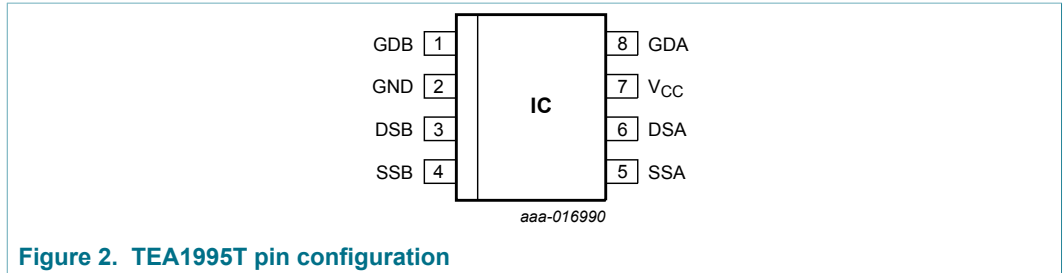 GDB 1 8 GDA
GND 2 7 VCC
IC
DSB 3 6 DSA
SSB 4 5 SSA
aaa-016990
Figure 2. TEA1995T pin configuration